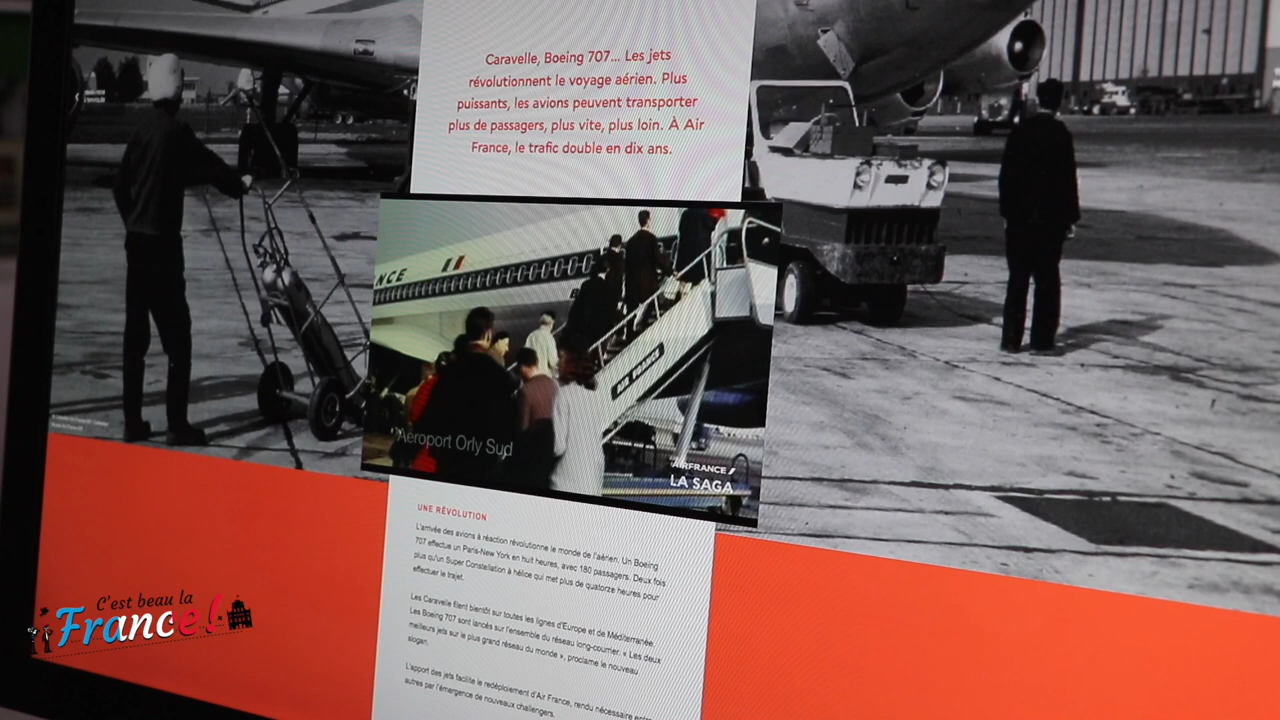 Caravelle, Boeing 707... Les jets
révolutionnent le voyage aérien. Plus
puissants, les avions peuvent transporter
plus de passagers, plus vite, plus loin. À Air
France, le trafic double en dix ans.
NCE
AIR FRANCE
Aéroport Orly Sud
AIRFRANCE
LA SAGA
UNE RÉVOLUTION
L'arrivée des avions à réaction révolutionne le monde de l'aérien. Un Boeing
707 effectue un Paris-New York en huit heures, avec 180 passagers. Deux fois
plus qu'un Super Constellation à hélice qui met plus de quatorze heures pour
effectuer le trajet.
Les Caravelle filent bientôt sur toutes les lignes d'Europe et de Méditerranée.
Les Boeing 707 sont lancés sur l'ensemble du réseau long-courrier. « Les deux
meilleurs jets sur le plus grand réseau du monde », proclame le nouveau
slogan.
L'apport des jets facilite le redéploiement d'Air France, rendu nécessaire entre
autres par l'émergence de nouveaux challengers.
C'est beau la
France!